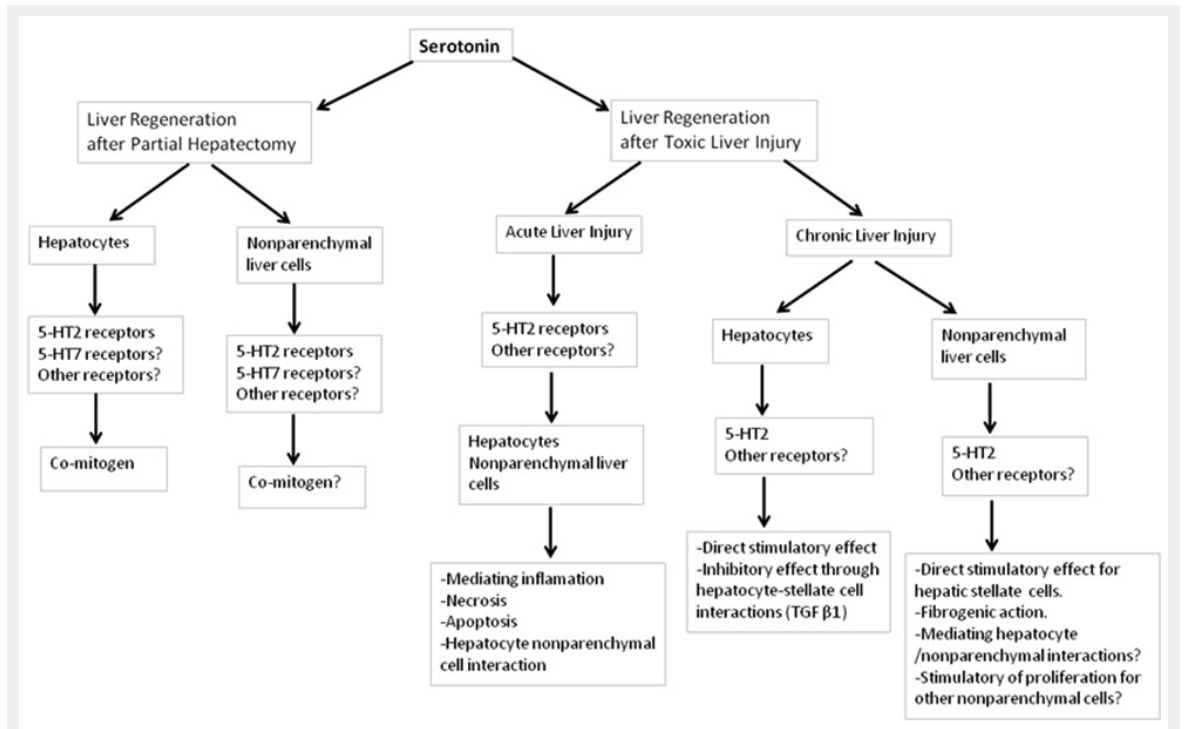 Serotonin
Liver Regeneration
after Partial Hepatectomy
Liver Regeneration
after Toxic Liver Injury
Hepatocytes
Nonparenchymal
liver cells
Acute Liver Injury
Chronic Liver Injury
5-HT2 receptors
5-HT7 receptors?
Other receptors?
5-HT2 receptors
5-HT7 receptors?
Other receptors?
5-HT2 receptors
Other receptors?
Hepatocytes
Nonparenchymal
liver cells
Co-mitogen
Co-mitogen?
Hepatocytes
Nonparenchymal liver
cells
5-HT2
Other receptors?
5-HT2
Other receptors?
-Mediating inflamation
-Necrosis
-Apoptosis
-Hepatocyte nonparenchymal
cell interaction
-Direct stimulatory effect
-Inhibitory effect through
hepatocyte-stellate cell
interactions (TGF β1)
-Direct stimulatory effect for
hepatic stellate cells.
-Fibrogenic action.
-Mediating hepatocyte
/nonparenchymal interactions?
-Stimulatory of proliferation for
other nonparenchymal cells?